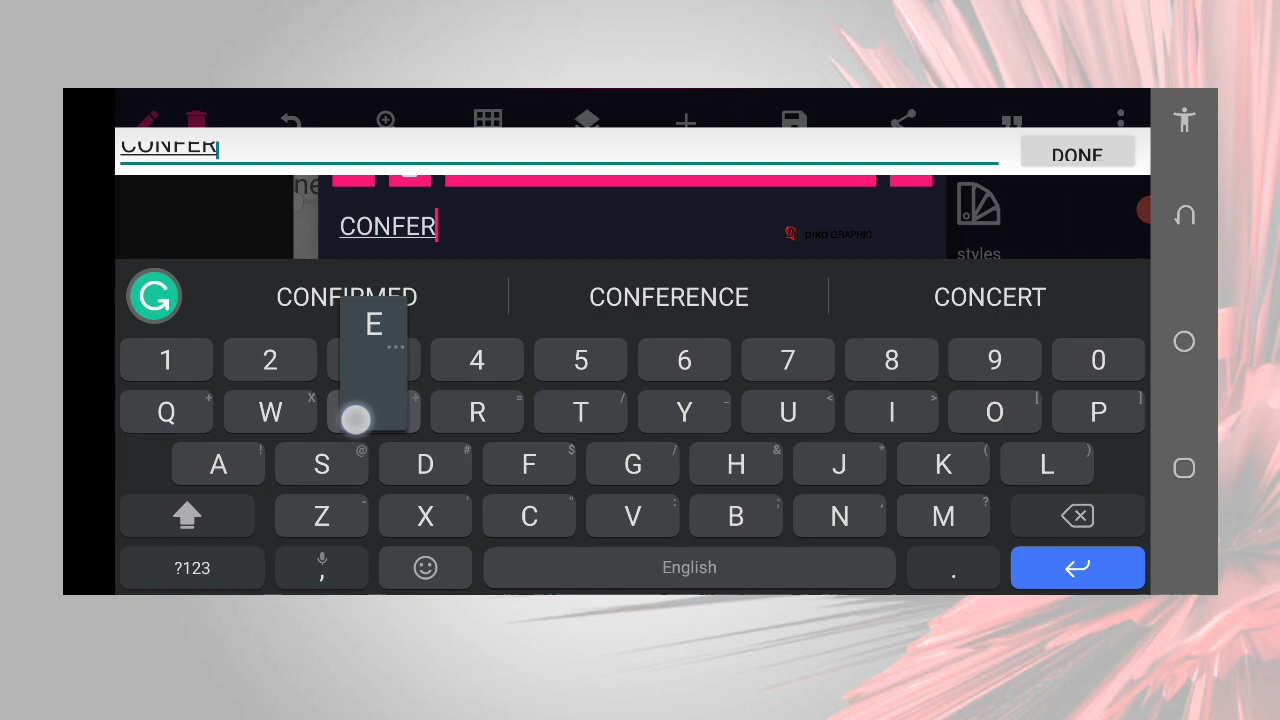 CONFER
DONE
ne
CONFER
DIKO GRAPHIC
styles
CONFIRMED CONFERENCE CONCERT
E
1 2 4 5 6 7 8 9 0
Q + W X ÷ R = T / Y _ U < I > O [ P ]
A ! S @ D # F $ G / H & J * K ( L )
Z - X ' C " V : B ; N , M ?
?123 , English .